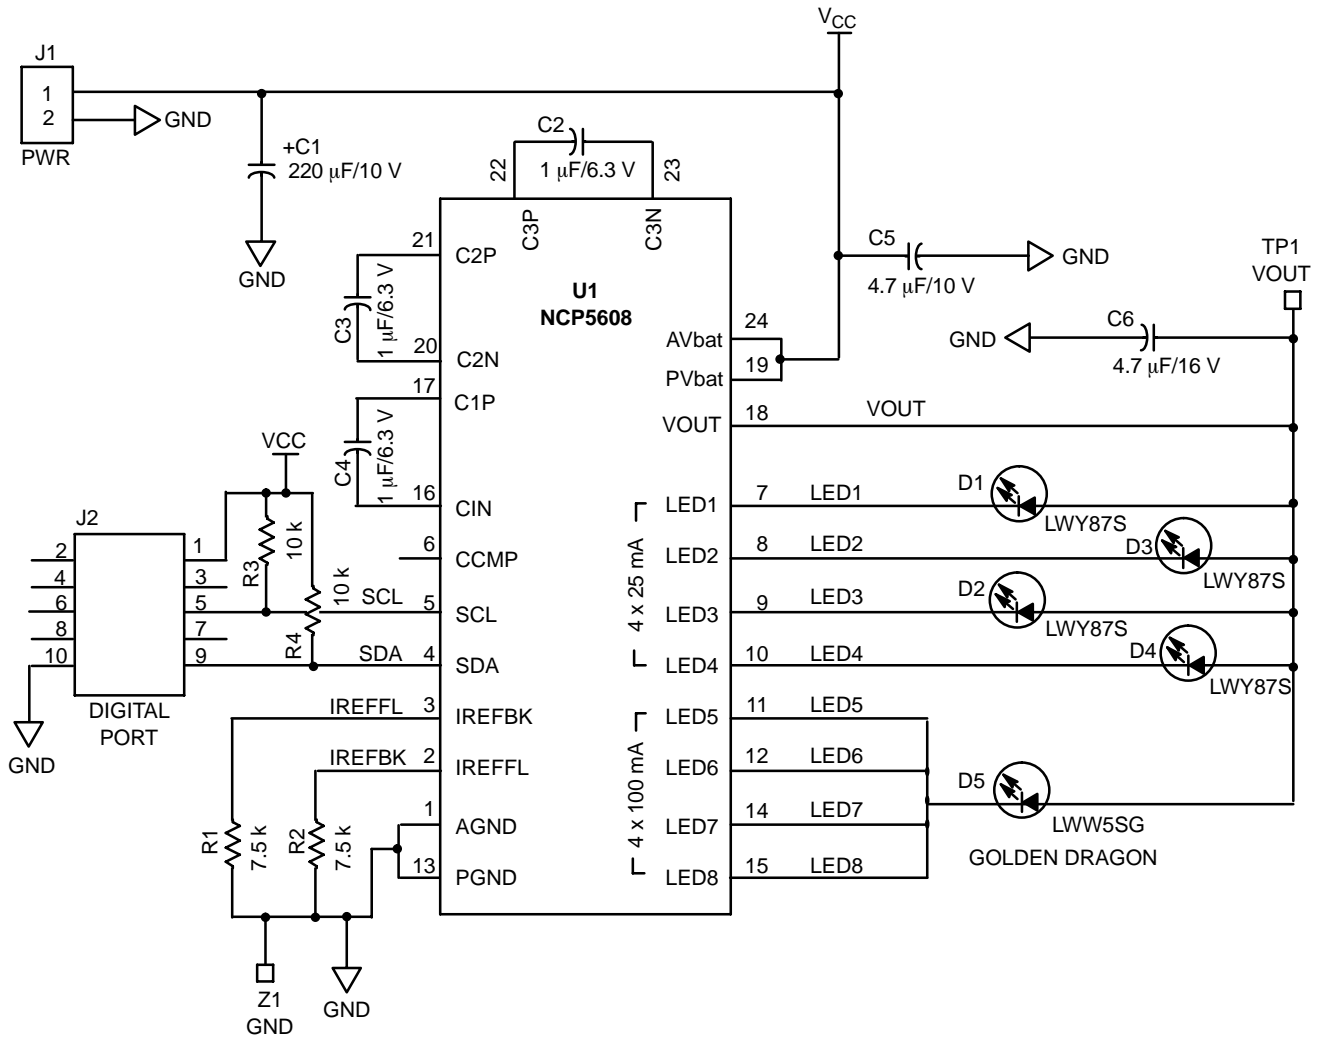 V_CC
J1
1
2
GND
PWR
+C1
220 μF/10 V
GND
C2
1 μF/6.3 V
22
23
C3P
C3N
U1
NCP5608
21
C2P
C3
1 μF/6.3 V
20
C2N
17
C1P
C4
1 μF/6.3 V
16
CIN
6
CCMP
SCL
5
SCL
SDA
4
SDA
IREFFL
3
IREFBK
IREFBK
2
IREFFL
1
AGND
13
PGND
C5
4.7 μF/10 V
GND
TP1
VOUT
GND
C6
4.7 μF/16 V
AVbat
24
PVbat
19
VOUT
18
VOUT
4 x 25 mA
LED1
7
LED1
D1
LWY87S
LED2
8
LED2
D3
LWY87S
LED3
9
LED3
D2
LWY87S
LED4
10
LED4
D4
LWY87S
4 x 100 mA
LED5
11
LED5
LED6
12
LED6
LED7
14
LED7
LED8
15
LED8
D5
LWW5SG
GOLDEN DRAGON
VCC
J2
2
4
6
8
10
1
3
5
7
9
DIGITAL
PORT
GND
R3
10 k
R4
10 k
R1
7.5 k
R2
7.5 k
Z1
GND
GND